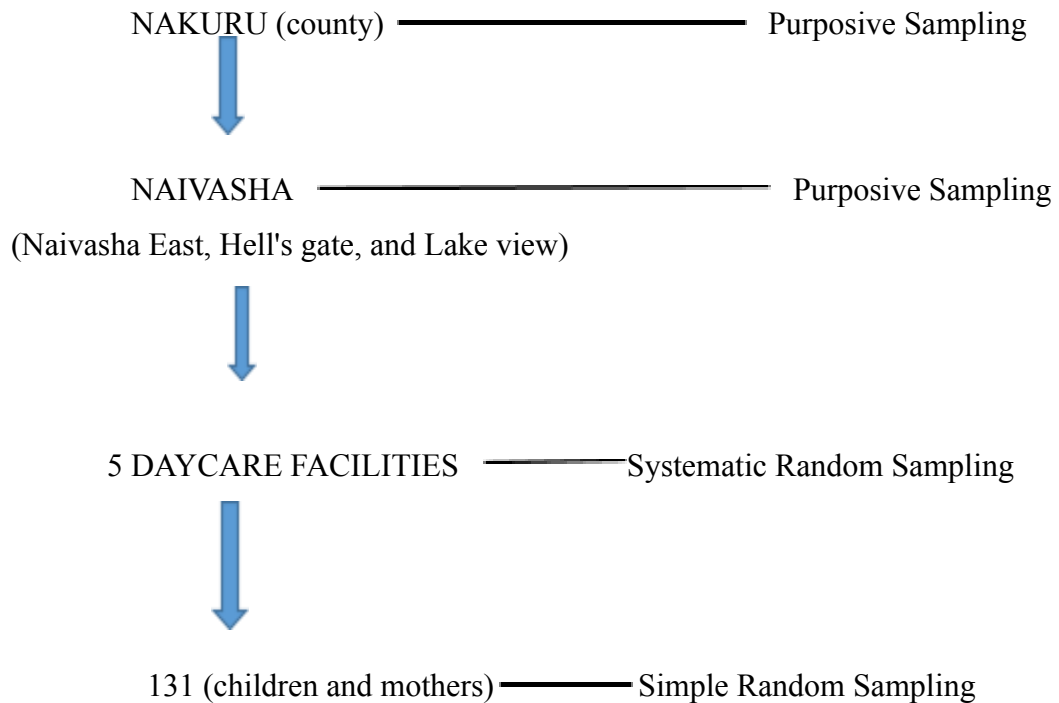 NAKURU (county) Purposive Sampling
NAIVASHA Purposive Sampling
(Naivasha East, Hell's gate, and Lake view)
5 DAYCARE FACILITIES Systematic Random Sampling
131 (children and mothers) Simple Random Sampling